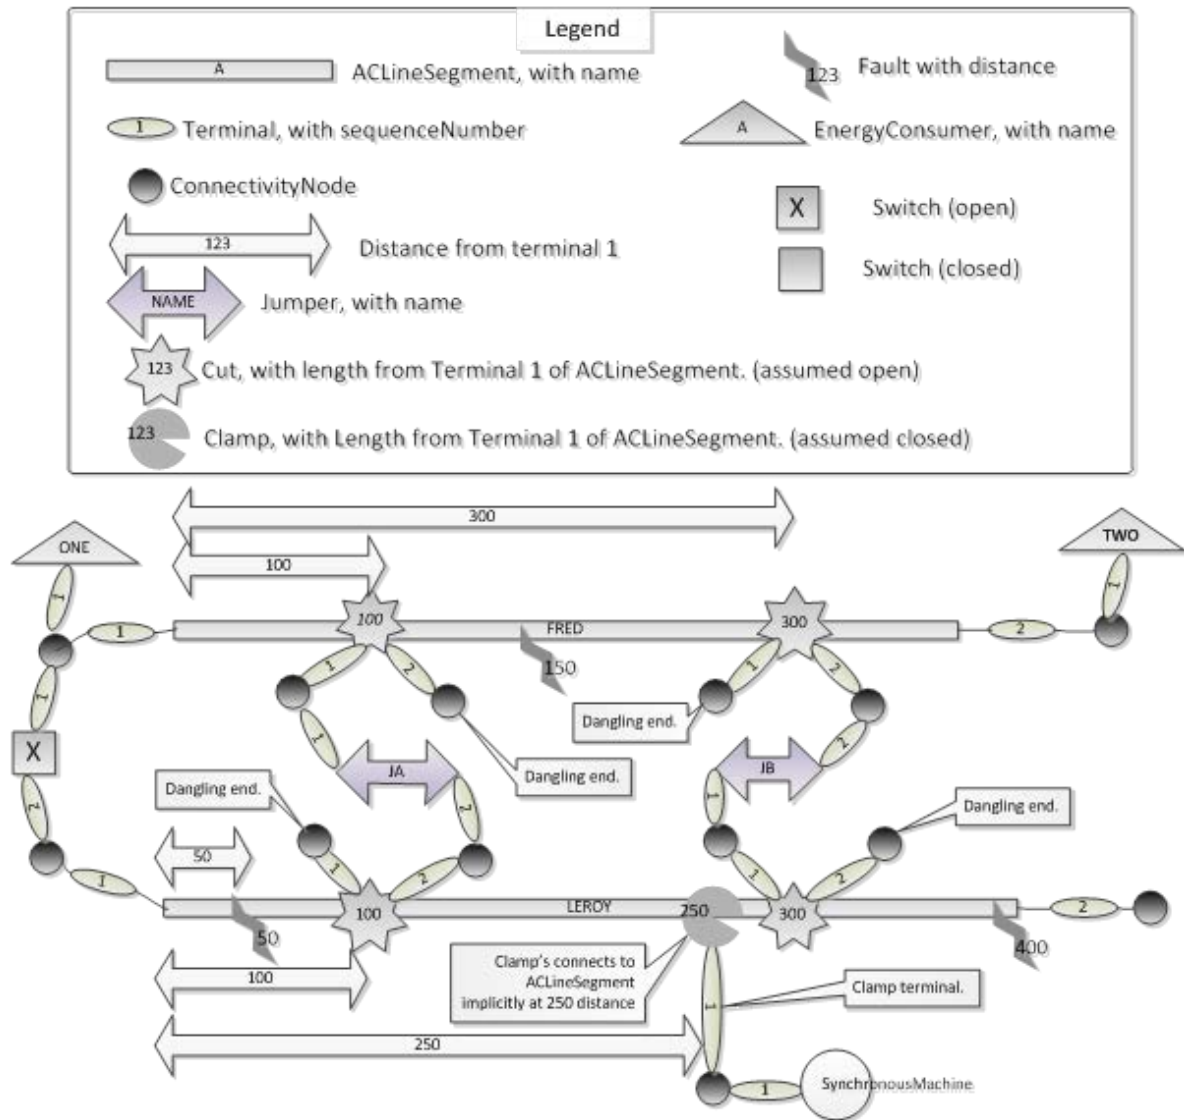 Legend
A
ACLineSegment, with name
123
Fault with distance
1
Terminal, with sequenceNumber
A
EnergyConsumer, with name
ConnectivityNode
X
Switch (open)
123
Distance from terminal 1
Switch (closed)
NAME
Jumper, with name
123
Cut, with length from Terminal 1 of ACLineSegment. (assumed open)
123
Clamp, with Length from Terminal 1 of ACLineSegment. (assumed closed)
300
ONE
TWO
100
1
1
1
100
FRED
300
2
150
1
1
2
1
2
Dangling end.
X
1
JA
Dangling end.
JB
2
Dangling end.
2
2
1
Dangling end.
50
1
1
2
1
2
50
100
LEROY
250
300
400
2
100
Clamp's connects to
ACLineSegment
implicitly at 250 distance
1
Clamp terminal.
250
1
SynchronousMachine